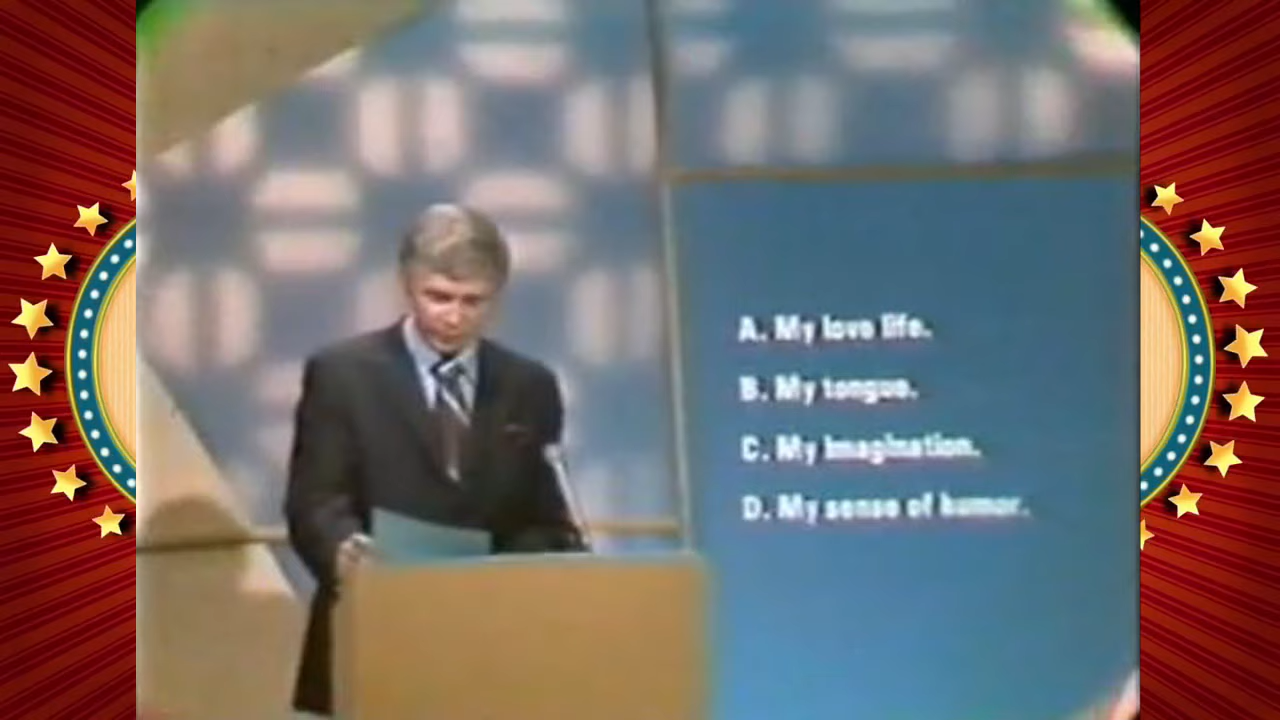 A. My love life.
B. My tongue.
C. My imagination.
D. My sense of humor.